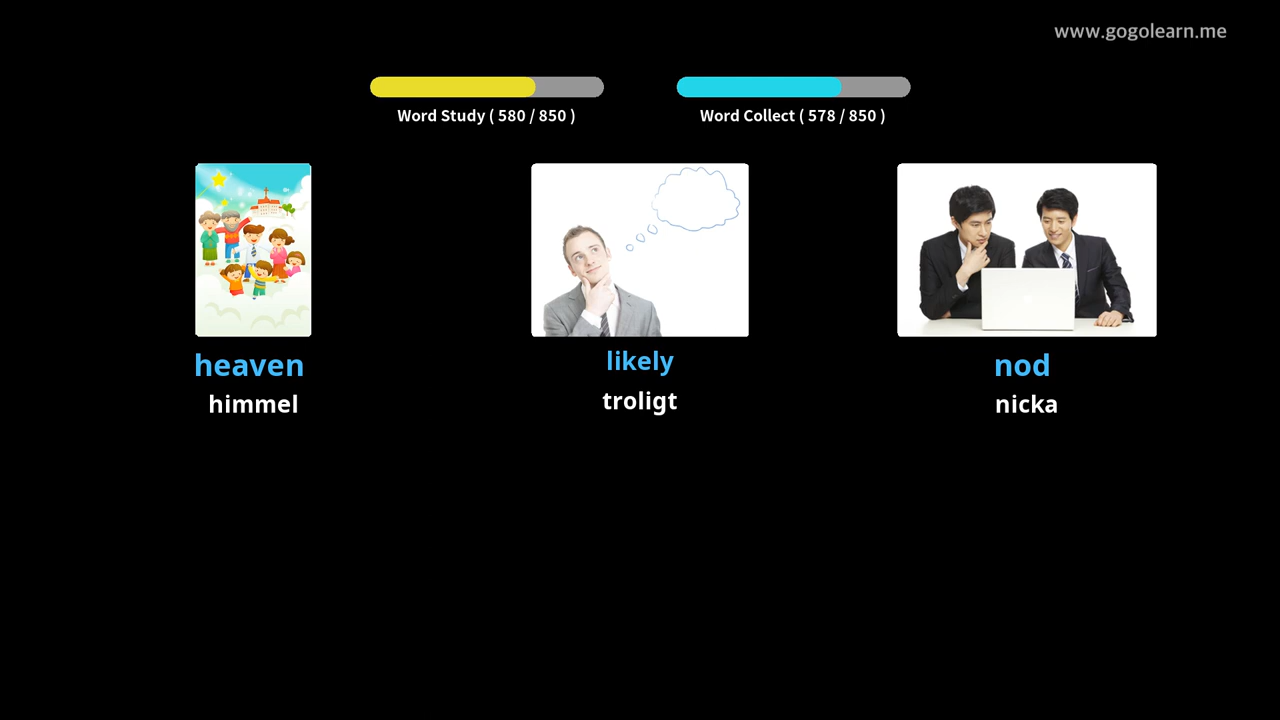 www.gogolearn.me
Word Study ( 580 / 850 )
Word Collect ( 578 / 850 )
heaven
himmel
likely
troligt
nod
nicka